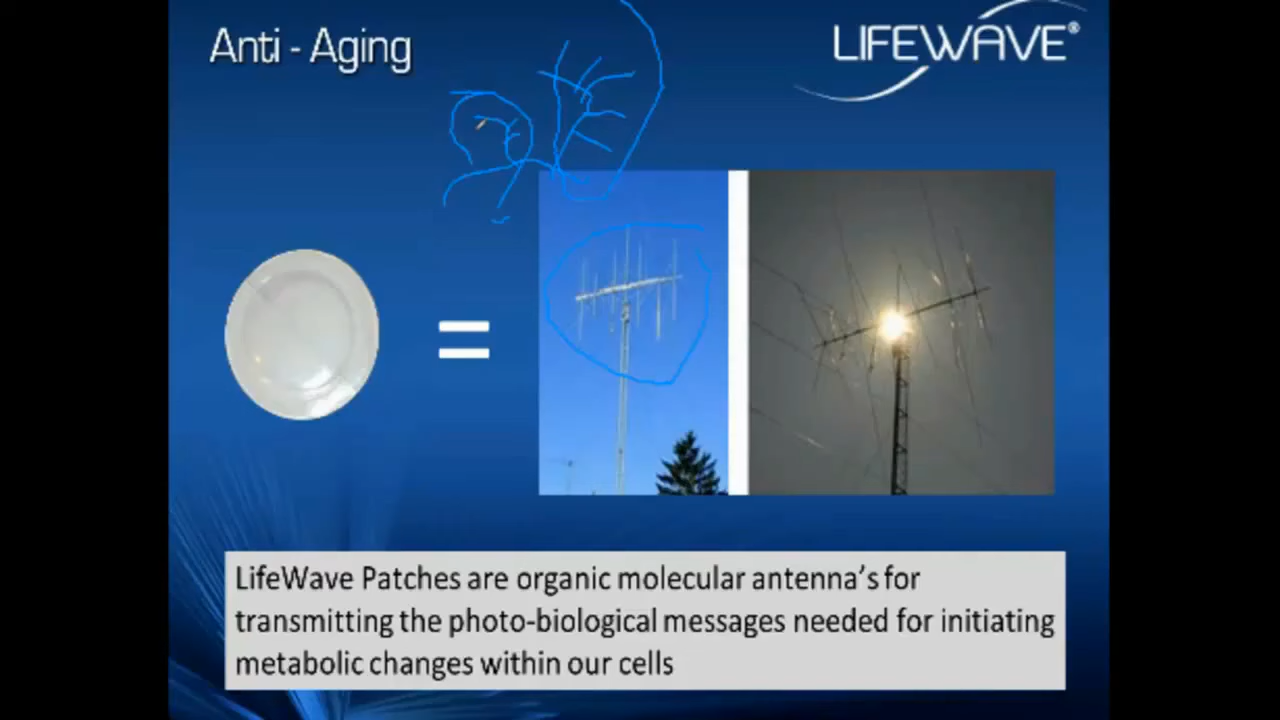 Anti - Aging
LIFEWAVE®
=
LifeWave Patches are organic molecular antenna's for
transmitting the photo-biological messages needed for initiating
metabolic changes within our cells